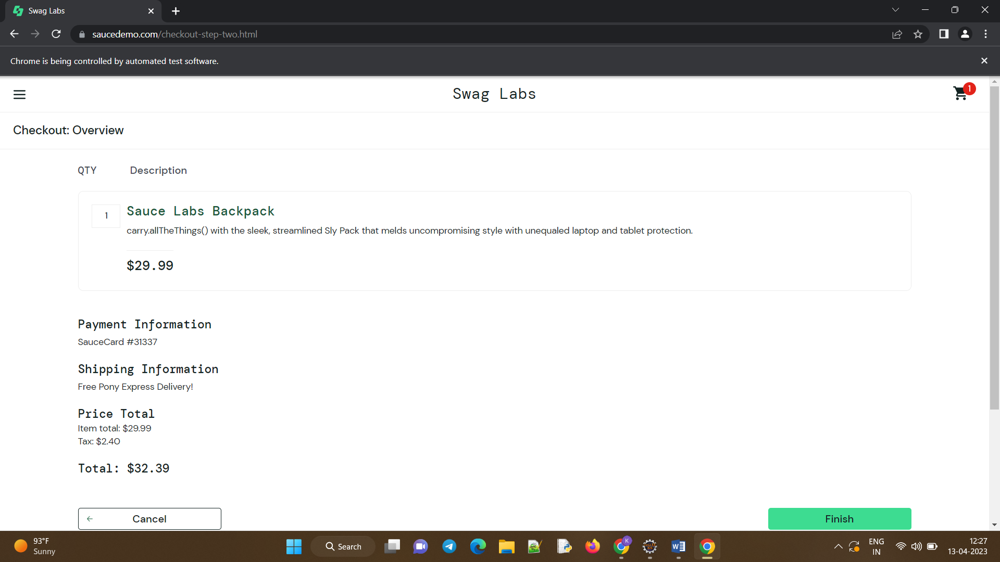 Swag Labs
saucedemo.com/checkout-step-two.html
Chrome is being controlled by automated test software.
Swag Labs
1
Checkout: Overview
QTY Description
1
Sauce Labs Backpack
carry.allTheThings() with the sleek, streamlined Sly Pack that melds uncompromising style with unequaled laptop and tablet protection.
$29.99
Payment Information
SauceCard #31337
Shipping Information
Free Pony Express Delivery!
Price Total
Item total: $29.99
Tax: $2.40
Total: $32.39
Cancel
Finish
93°F
Sunny
Search
K
ENG
IN
12:27
13-04-2023